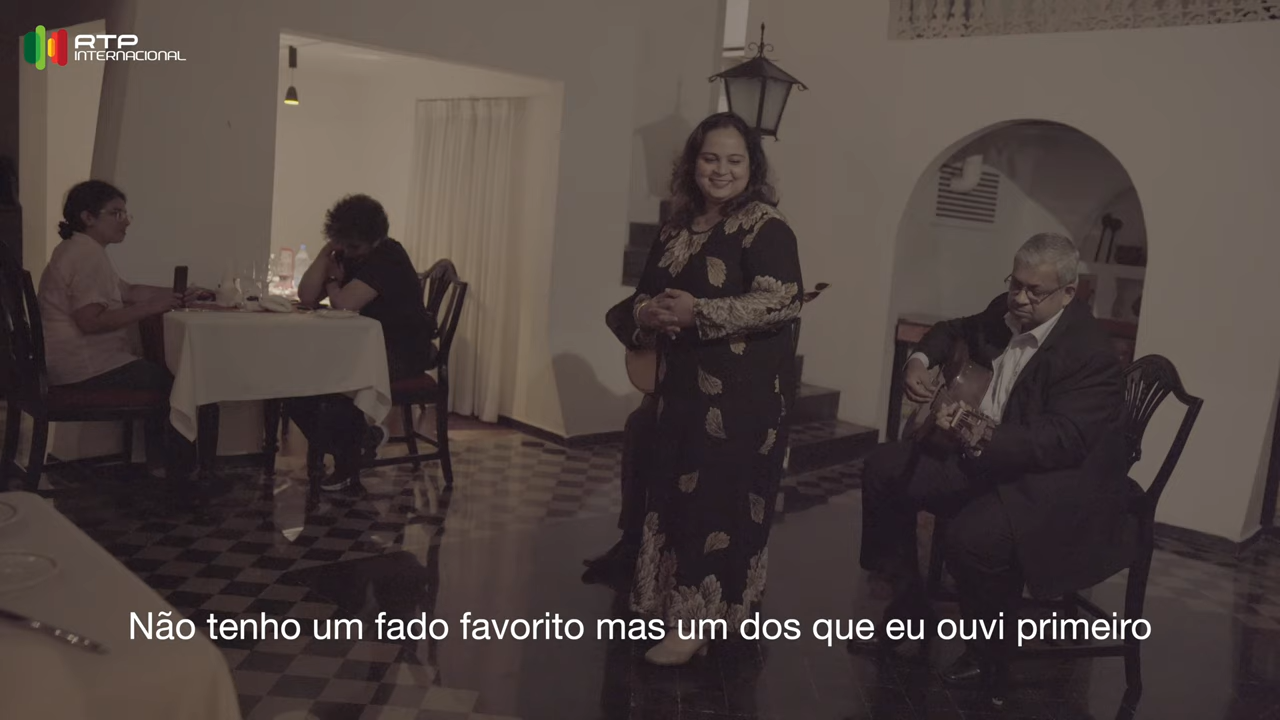 RTP
INTERNACIONAL
Não tenho um fado favorito mas um dos que eu ouvi primeiro